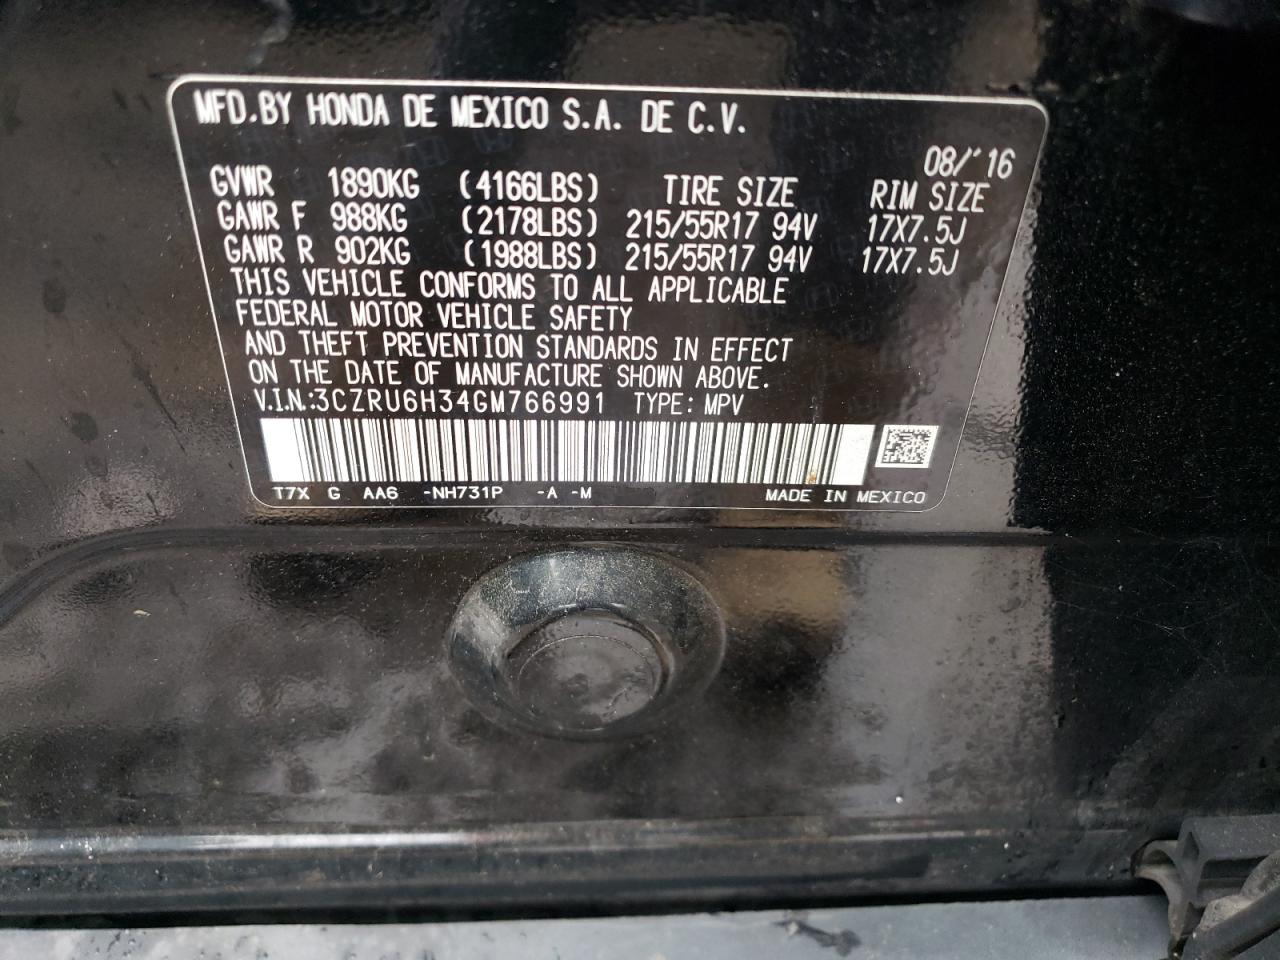 MFD.BY HONDA DE MEXICO S.A. DE C.V.
08/'16
GVWR 1890KG (4166LBS) TIRE SIZE RIM SIZE
GAWR F 988KG (2178LBS) 215/55R17 94V 17X7.5J
GAWR R 902KG (1988LBS) 215/55R17 94V 17X7.5J
THIS VEHICLE CONFORMS TO ALL APPLICABLE
FEDERAL MOTOR VEHICLE SAFETY
AND THEFT PREVENTION STANDARDS IN EFFECT
ON THE DATE OF MANUFACTURE SHOWN ABOVE.
V.I.N.:3CZRU6H34GM766991 TYPE: MPV
T7X G AA6 -NH731P -A -M MADE IN MEXICO